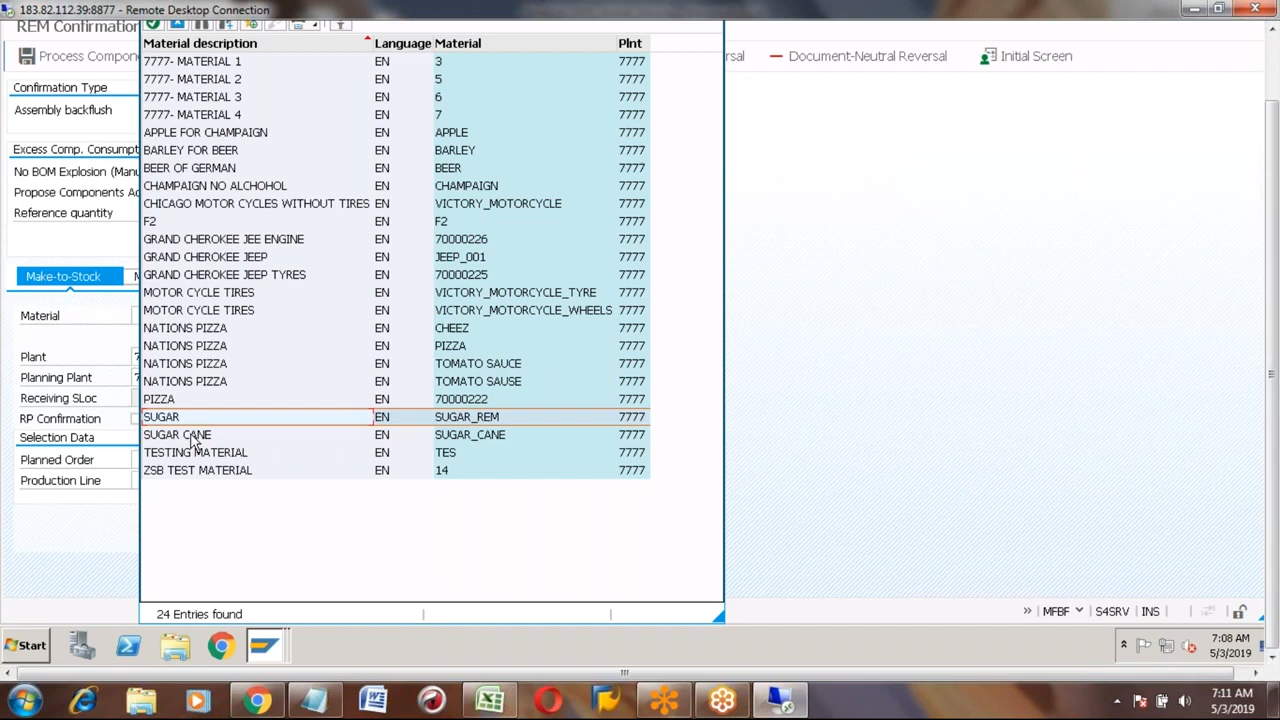 183.82.112.39:8877 - Remote Desktop Connection
REM Confirmation
Process Compon
sal
Document-Neutral Reversal
Initial Screen
Confirmation Type
Assembly backflush
Excess Comp. Consumpt
No BOM Explosion (Manu
Propose Components Ac
Reference quantity
Make-to-Stock
Material
Plant
Planning Plant
Receiving SLoc
RP Confirmation
Selection Data
Planned Order
Production Line
Material description Language Material Plnt
7777- MATERIAL 1 EN 3 7777
7777- MATERIAL 2 EN 5 7777
7777- MATERIAL 3 EN 6 7777
7777- MATERIAL 4 EN 7 7777
APPLE FOR CHAMPAIGN EN APPLE 7777
BARLEY FOR BEER EN BARLEY 7777
BEER OF GERMAN EN BEER 7777
CHAMPAIGN NO ALCHOHOL EN CHAMPAIGN 7777
CHICAGO MOTOR CYCLES WITHOUT TIRES EN VICTORY_MOTORCYCLE 7777
F2 EN F2 7777
GRAND CHEROKEE JEE ENGINE EN 70000226 7777
GRAND CHEROKEE JEEP EN JEEP_001 7777
GRAND CHEROKEE JEEP TYRES EN 70000225 7777
MOTOR CYCLE TIRES EN VICTORY_MOTORCYCLE_TYRE 7777
MOTOR CYCLE TIRES EN VICTORY_MOTORCYCLE_WHEELS 7777
NATIONS PIZZA EN CHEEZ 7777
NATIONS PIZZA EN PIZZA 7777
NATIONS PIZZA EN TOMATO SAUCE 7777
NATIONS PIZZA EN TOMATO SAUSE 7777
PIZZA EN 70000222 7777
SUGAR EN SUGAR_REM 7777
SUGAR CANE EN SUGAR_CANE 7777
TESTING MATERIAL EN TES 7777
ZSB TEST MATERIAL EN 14 7777
24 Entries found
MFBF S4SRV INS
Start
7:08 AM
5/3/2019
7:11 AM
5/3/2019